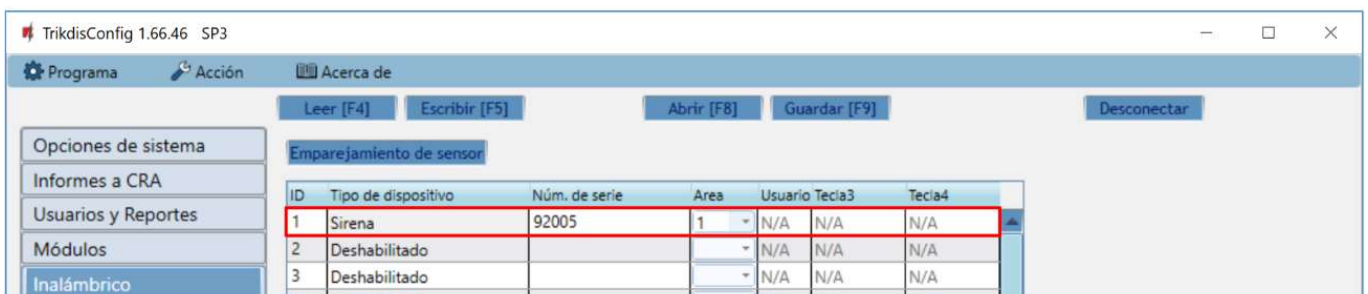 TrikdisConfig 1.66.46 SP3
Programa Acción Acerca de
Leer [F4] Escribir [F5] Abrir [F8] Guardar [F9] Desconectar
Opciones de sistema
Emparejamiento de sensor
Informes a CRA
ID Tipo de dispositivo Núm. de serie Area Usuario Tecla3 Tecla4
Usuarios y Reportes
1 Sirena 92005 1 N/A N/A N/A
Módulos
2 Deshabilitado N/A N/A N/A
Inalámbrico
3 Deshabilitado N/A N/A N/A